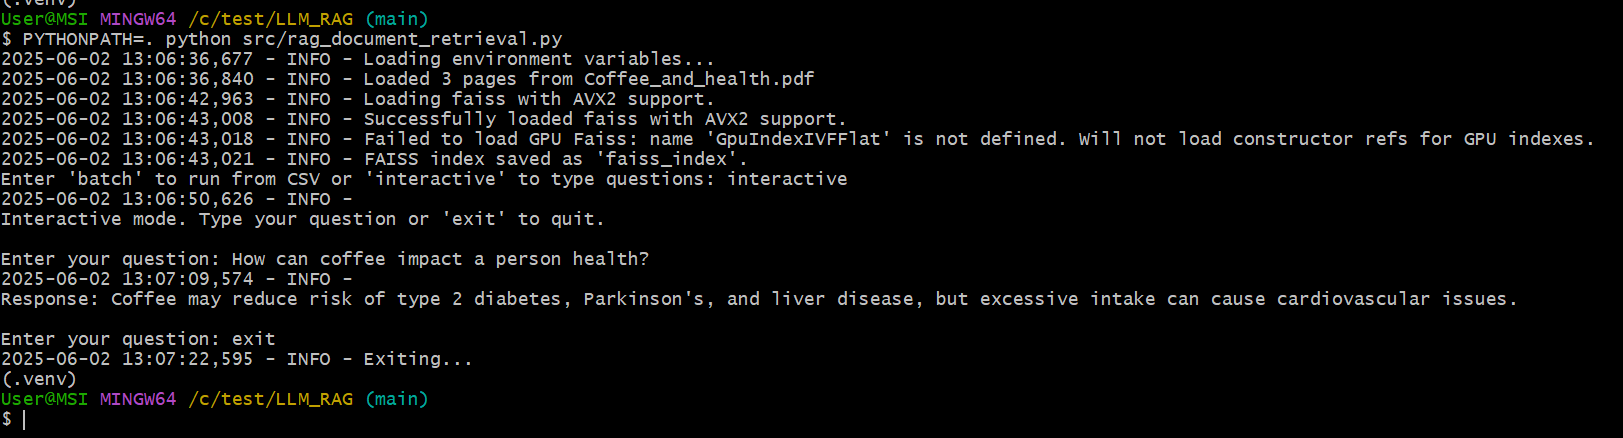 (.venv)
User@MSI MINGW64 /c/test/LLM_RAG (main)
$ PYTHONPATH=. python src/rag_document_retrieval.py
2025-06-02 13:06:36,677 - INFO - Loading environment variables...
2025-06-02 13:06:36,840 - INFO - Loaded 3 pages from Coffee_and_health.pdf
2025-06-02 13:06:42,963 - INFO - Loading faiss with AVX2 support.
2025-06-02 13:06:43,008 - INFO - Successfully loaded faiss with AVX2 support.
2025-06-02 13:06:43,018 - INFO - Failed to load GPU Faiss: name 'GpuIndexIVFFlat' is not defined. Will not load constructor refs for GPU indexes.
2025-06-02 13:06:43,021 - INFO - FAISS index saved as 'faiss_index'.
Enter 'batch' to run from CSV or 'interactive' to type questions: interactive
2025-06-02 13:06:50,626 - INFO -
Interactive mode. Type your question or 'exit' to quit.
Enter your question: How can coffee impact a person health?
2025-06-02 13:07:09,574 - INFO -
Response: Coffee may reduce risk of type 2 diabetes, Parkinson's, and liver disease, but excessive intake can cause cardiovascular issues.
Enter your question: exit
2025-06-02 13:07:22,595 - INFO - Exiting...
(.venv)
User@MSI MINGW64 /c/test/LLM_RAG (main)
$